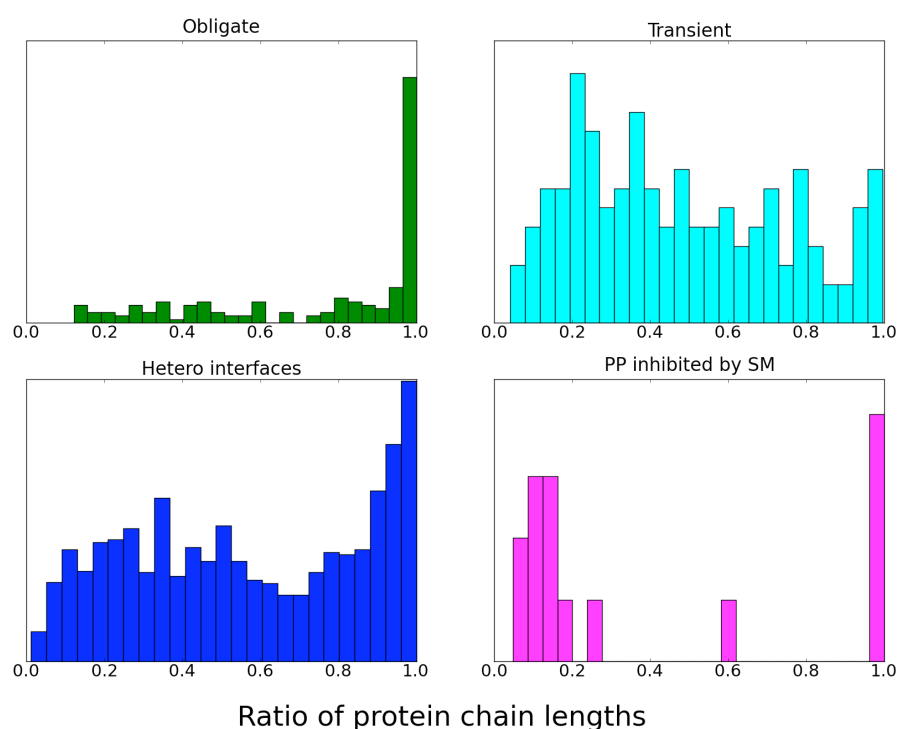 Obligate
0.0 0.2 0.4 0.6 0.8 1.0
Transient
0.0 0.2 0.4 0.6 0.8 1.0
Hetero interfaces
0.0 0.2 0.4 0.6 0.8 1.0
PP inhibited by SM
0.0 0.2 0.4 0.6 0.8 1.0
Ratio of protein chain lengths